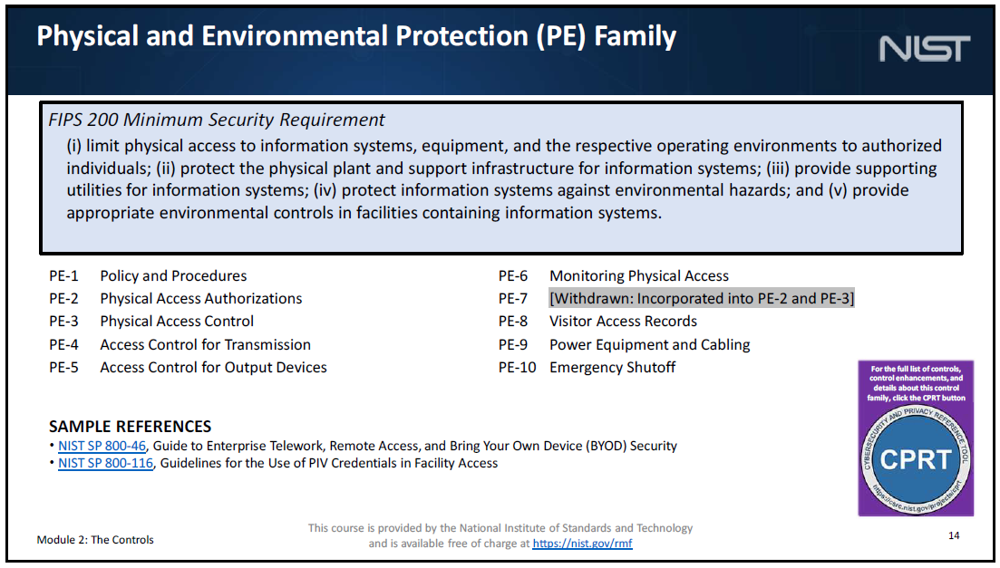 Physical and Environmental Protection (PE) Family
NIST
FIPS 200 Minimum Security Requirement
(i) limit physical access to information systems, equipment, and the respective operating environments to authorized
individuals; (ii) protect the physical plant and support infrastructure for information systems; (iii) provide supporting
utilities for information systems; (iv) protect information systems against environmental hazards; and (v) provide
appropriate environmental controls in facilities containing information systems.
PE-1 Policy and Procedures
PE-2 Physical Access Authorizations
PE-3 Physical Access Control
PE-4 Access Control for Transmission
PE-5 Access Control for Output Devices
PE-6 Monitoring Physical Access
PE-7 [Withdrawn: Incorporated into PE-2 and PE-3]
PE-8 Visitor Access Records
PE-9 Power Equipment and Cabling
PE-10 Emergency Shutoff
For the full list of controls,
control enhancements, and
details about this control
family, click the CPRT button
CYBERSECURITY AND PRIVACY REFERENCE TOOL
CPRT
https://csrc.nist.gov/projects/cprt
SAMPLE REFERENCES
• NIST SP 800-46, Guide to Enterprise Telework, Remote Access, and Bring Your Own Device (BYOD) Security
• NIST SP 800-116, Guidelines for the Use of PIV Credentials in Facility Access
Module 2: The Controls
This course is provided by the National Institute of Standards and Technology
and is available free of charge at https://nist.gov/rmf
14